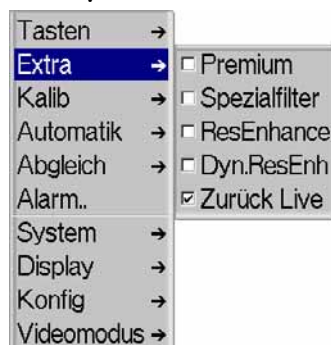 Tasten
Extra
Kalib
Automatik
Abgleich
Alarm..
System
Display
Konfig
Videomodus
Premium
Spezialfilter
ResEnhance
Dyn.ResEnh
Zurück Live